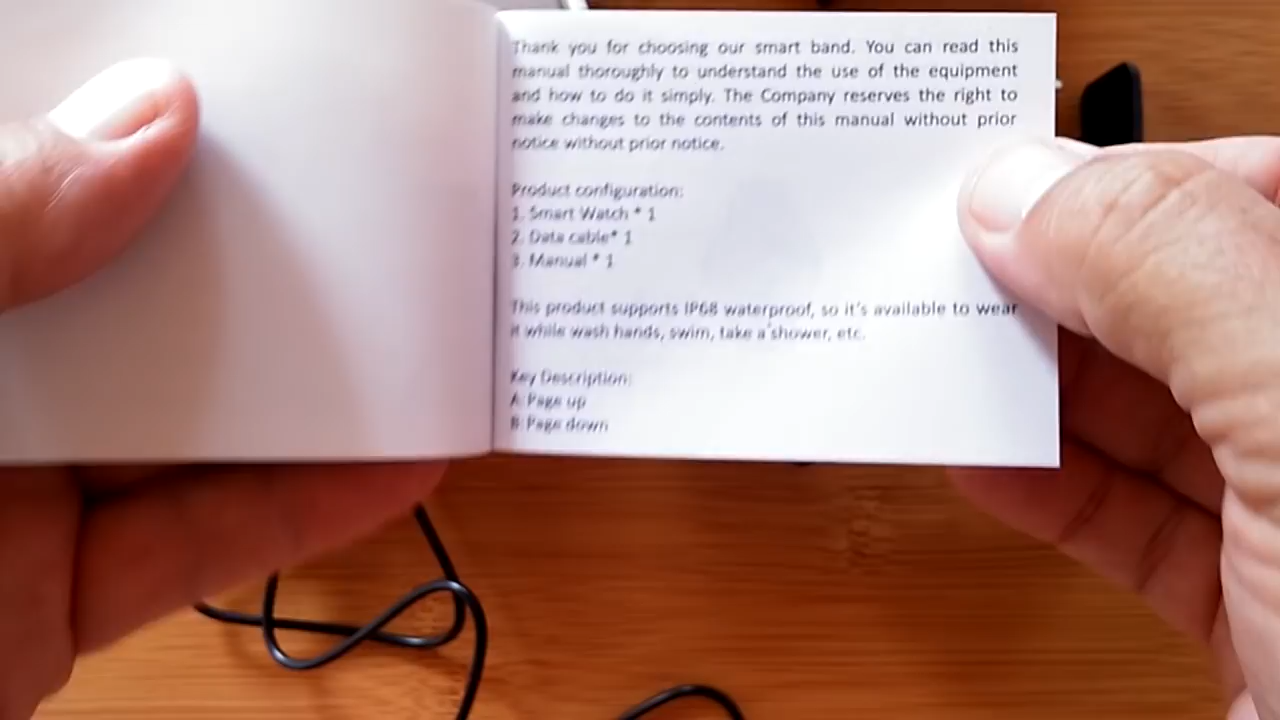 Thank you for choosing our smart band. You can read this
manual thoroughly to understand the use of the equipment
and how to do it simply. The Company reserves the right to
make changes to the contents of this manual without prior
notice without prior notice.
Product configuration:
1. Smart Watch * 1
2. Data cable* 1
3. Manual * 1
This product supports IP68 waterproof, so it's available to wear
it while wash hands, swim, take a shower, etc.
Key Description:
A: Page up
B: Page down